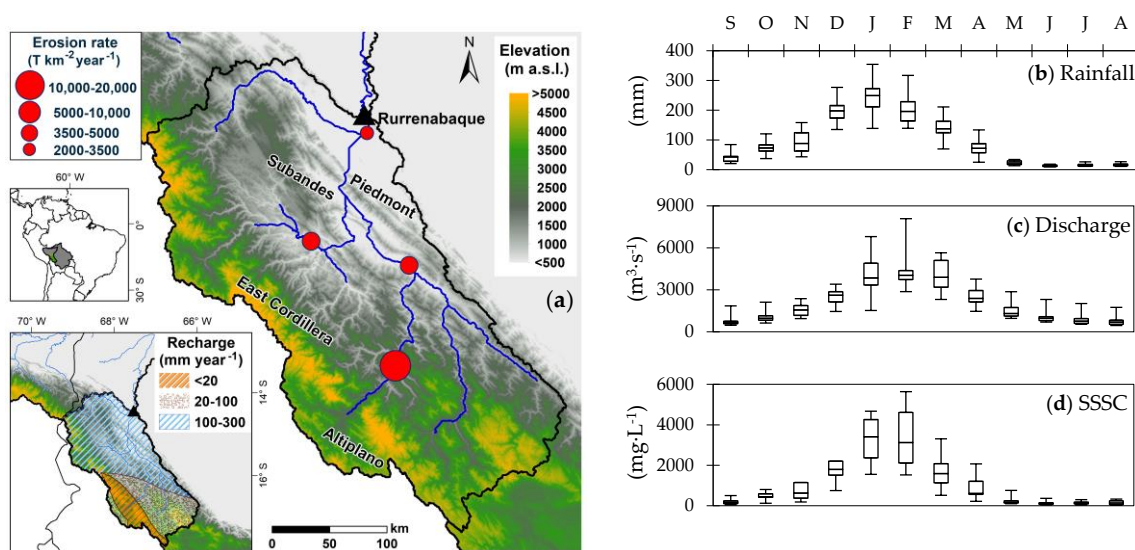 Erosion rate
(T km⁻² year⁻¹)
10,000-20,000
5000-10,000
3500-5000
2000-3500
60° W
0°
30° S
70° W
68° W
66° W
Recharge
(mm year⁻¹)
<20
20-100
100-300
N
Elevation
(m a.s.l.)
>5000
4500
4000
3500
3000
2500
2000
1500
1000
<500
Rurrenabaque
Subandes
Piedmont
East Cordillera
Altiplano
(a)
14° S
16° S
0
50
100
km
S O N D J F M A M J J A
(b) Rainfall
(mm)
400
300
200
100
0
(c) Discharge
(m³·s⁻¹)
9000
6000
3000
0
(d) SSSC
(mg·L⁻¹)
6000
4000
2000
0